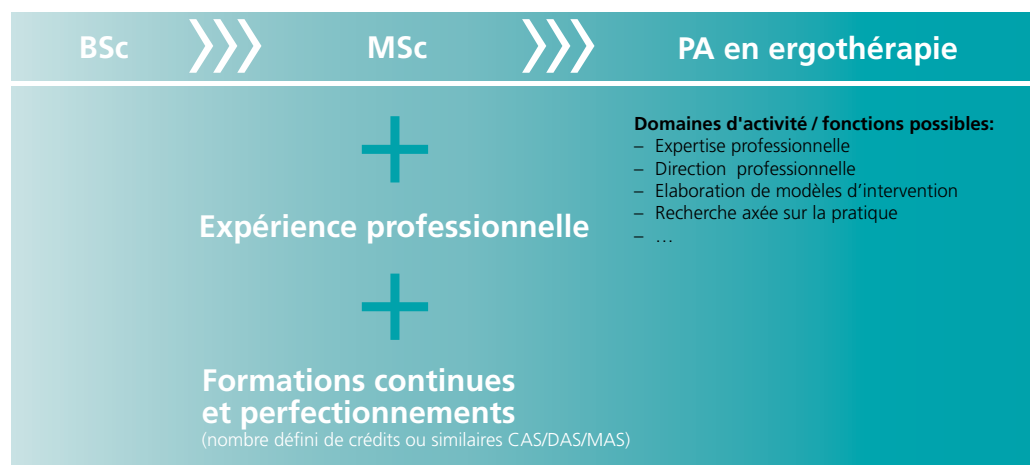 BSc
MSc
PA en ergothérapie
+
Expérience professionnelle
+
Formations continues
et perfectionnements
(nombre défini de crédits ou similaires CAS/DAS/MAS)
Domaines d'activité / fonctions possibles:
– Expertise professionnelle
– Direction professionnelle
– Elaboration de modèles d’intervention
– Recherche axée sur la pratique
– …